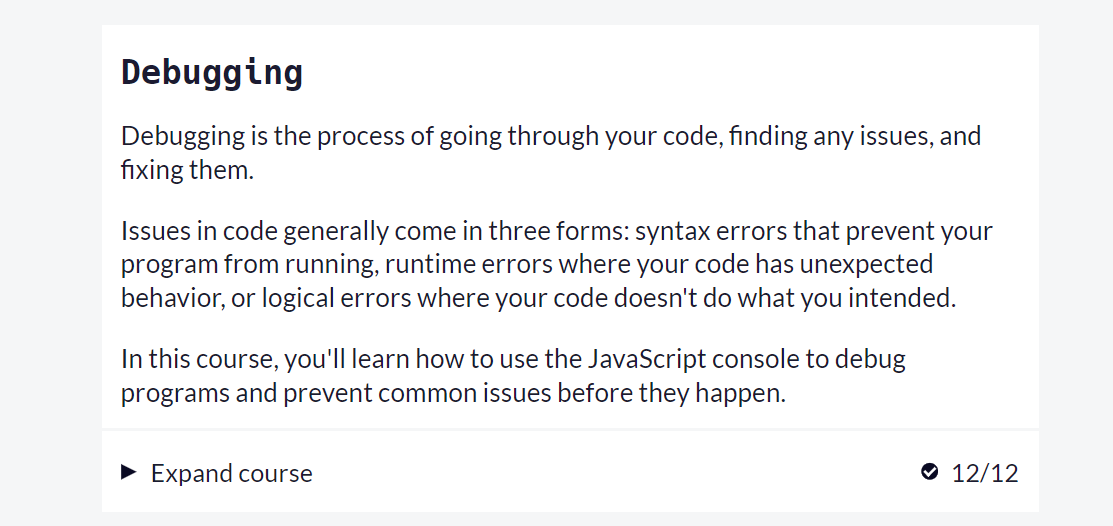 Debugging
Debugging is the process of going through your code, finding any issues, and
fixing them.
Issues in code generally come in three forms: syntax errors that prevent your
program from running, runtime errors where your code has unexpected
behavior, or logical errors where your code doesn't do what you intended.
In this course, you'll learn how to use the JavaScript console to debug
programs and prevent common issues before they happen.
Expand course 12/12